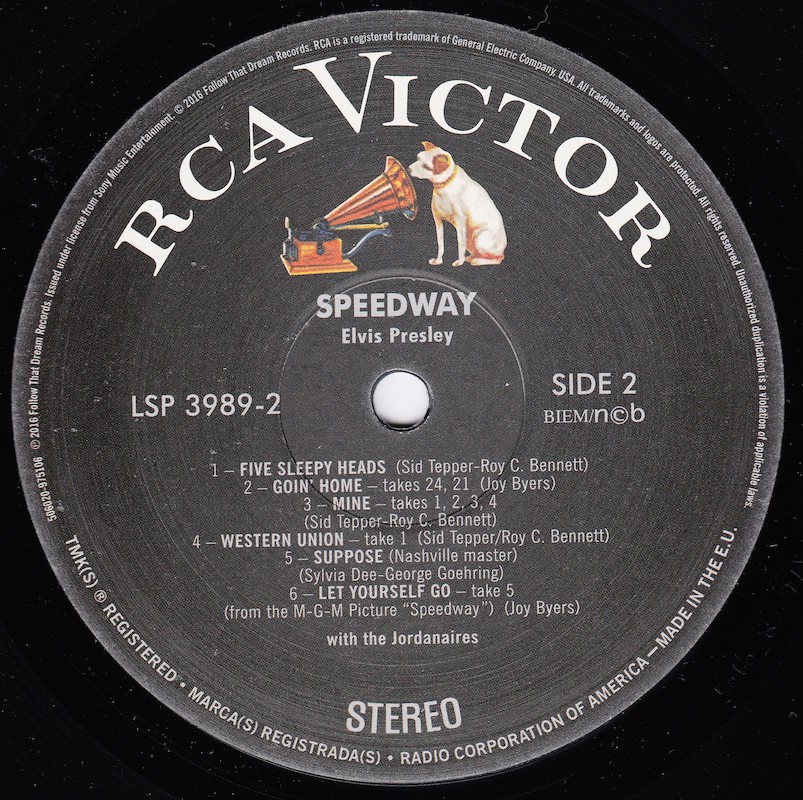 506020-975106 ©2016 Follow That Dream Records. Issued under license from Sony Music Entertainment. © 2016 Follow That Dream Records. RCA is a registered trademark of General Electric Company, USA. All trademarks and logos are protected. All rights reserved. Unauthorized duplication is a violation of applicable laws.
RCA VICTOR
SPEEDWAY
Elvis Presley
LSP 3989-2
SIDE 2
BIEM/n©b
1 – FIVE SLEEPY HEADS (Sid Tepper-Roy C. Bennett)
2 – GOIN' HOME – takes 24, 21 (Joy Byers)
3 – MINE – takes 1, 2, 3, 4
(Sid Tepper-Roy C. Bennett)
4 – WESTERN UNION – take 1 (Sid Tepper/Roy C. Bennett)
5 – SUPPOSE (Nashville master)
(Sylvia Dee-George Goehring)
6 – LET YOURSELF GO – take 5
(from the M-G-M Picture “Speedway”) (Joy Byers)
with the Jordanaires
STEREO
TMK(S) ® REGISTERED • MARCA(S) REGISTRADA(S) • RADIO CORPORATION OF AMERICA – MADE IN THE E.U.